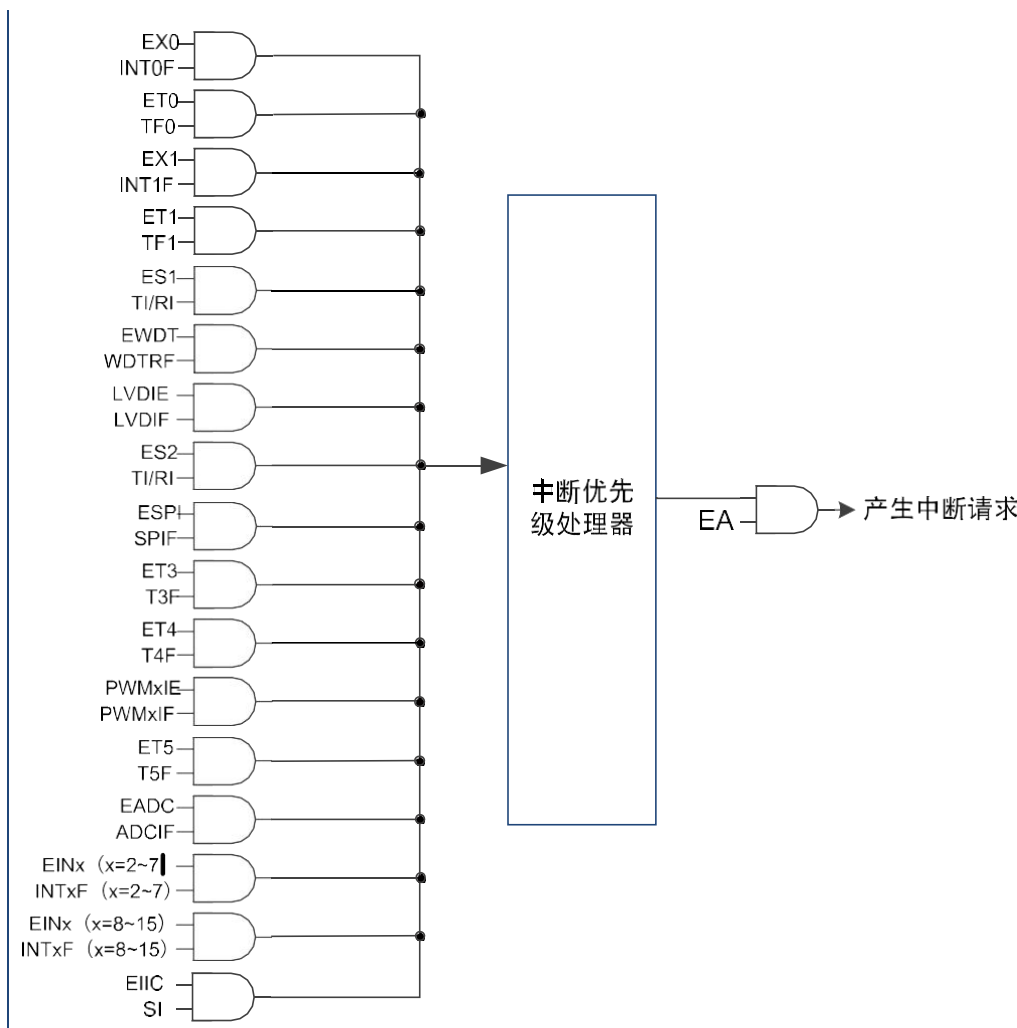 EX0
INT0F
ET0
TF0
EX1
INT1F
ET1
TF1
ES1
TI/RI
EWDT
WDTRF
LVDIE
LVDIF
ES2
TI/RI
ESPI
SPIF
ET3
T3F
ET4
T4F
PWMxIE
PWMxIF
ET5
T5F
EADC
ADCIF
EINx（x=2~7
INTxF（x=2~7）
EINx（x=8~15）
INTxF（x=8~15）
EIIC
SI
中断优先
级处理器
EA
产生中断请求